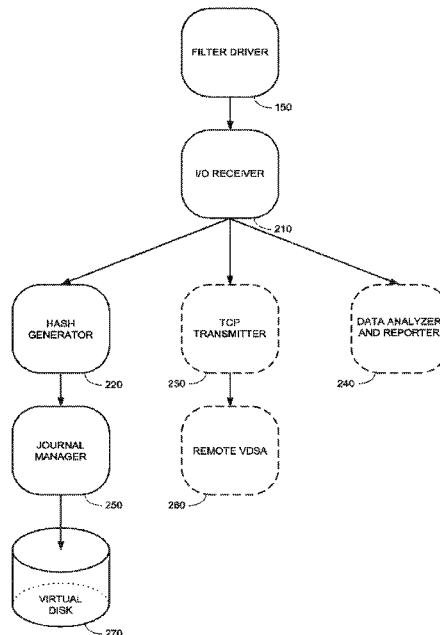 FILTER DRIVER
150
I/O RECEIVER
210
HASH
GENERATOR
220
TCP
TRANSMITTER
230
DATA ANALYZER
AND REPORTER
240
JOURNAL
MANAGER
250
REMOTE VDSA
260
VIRTUAL
DISK
270